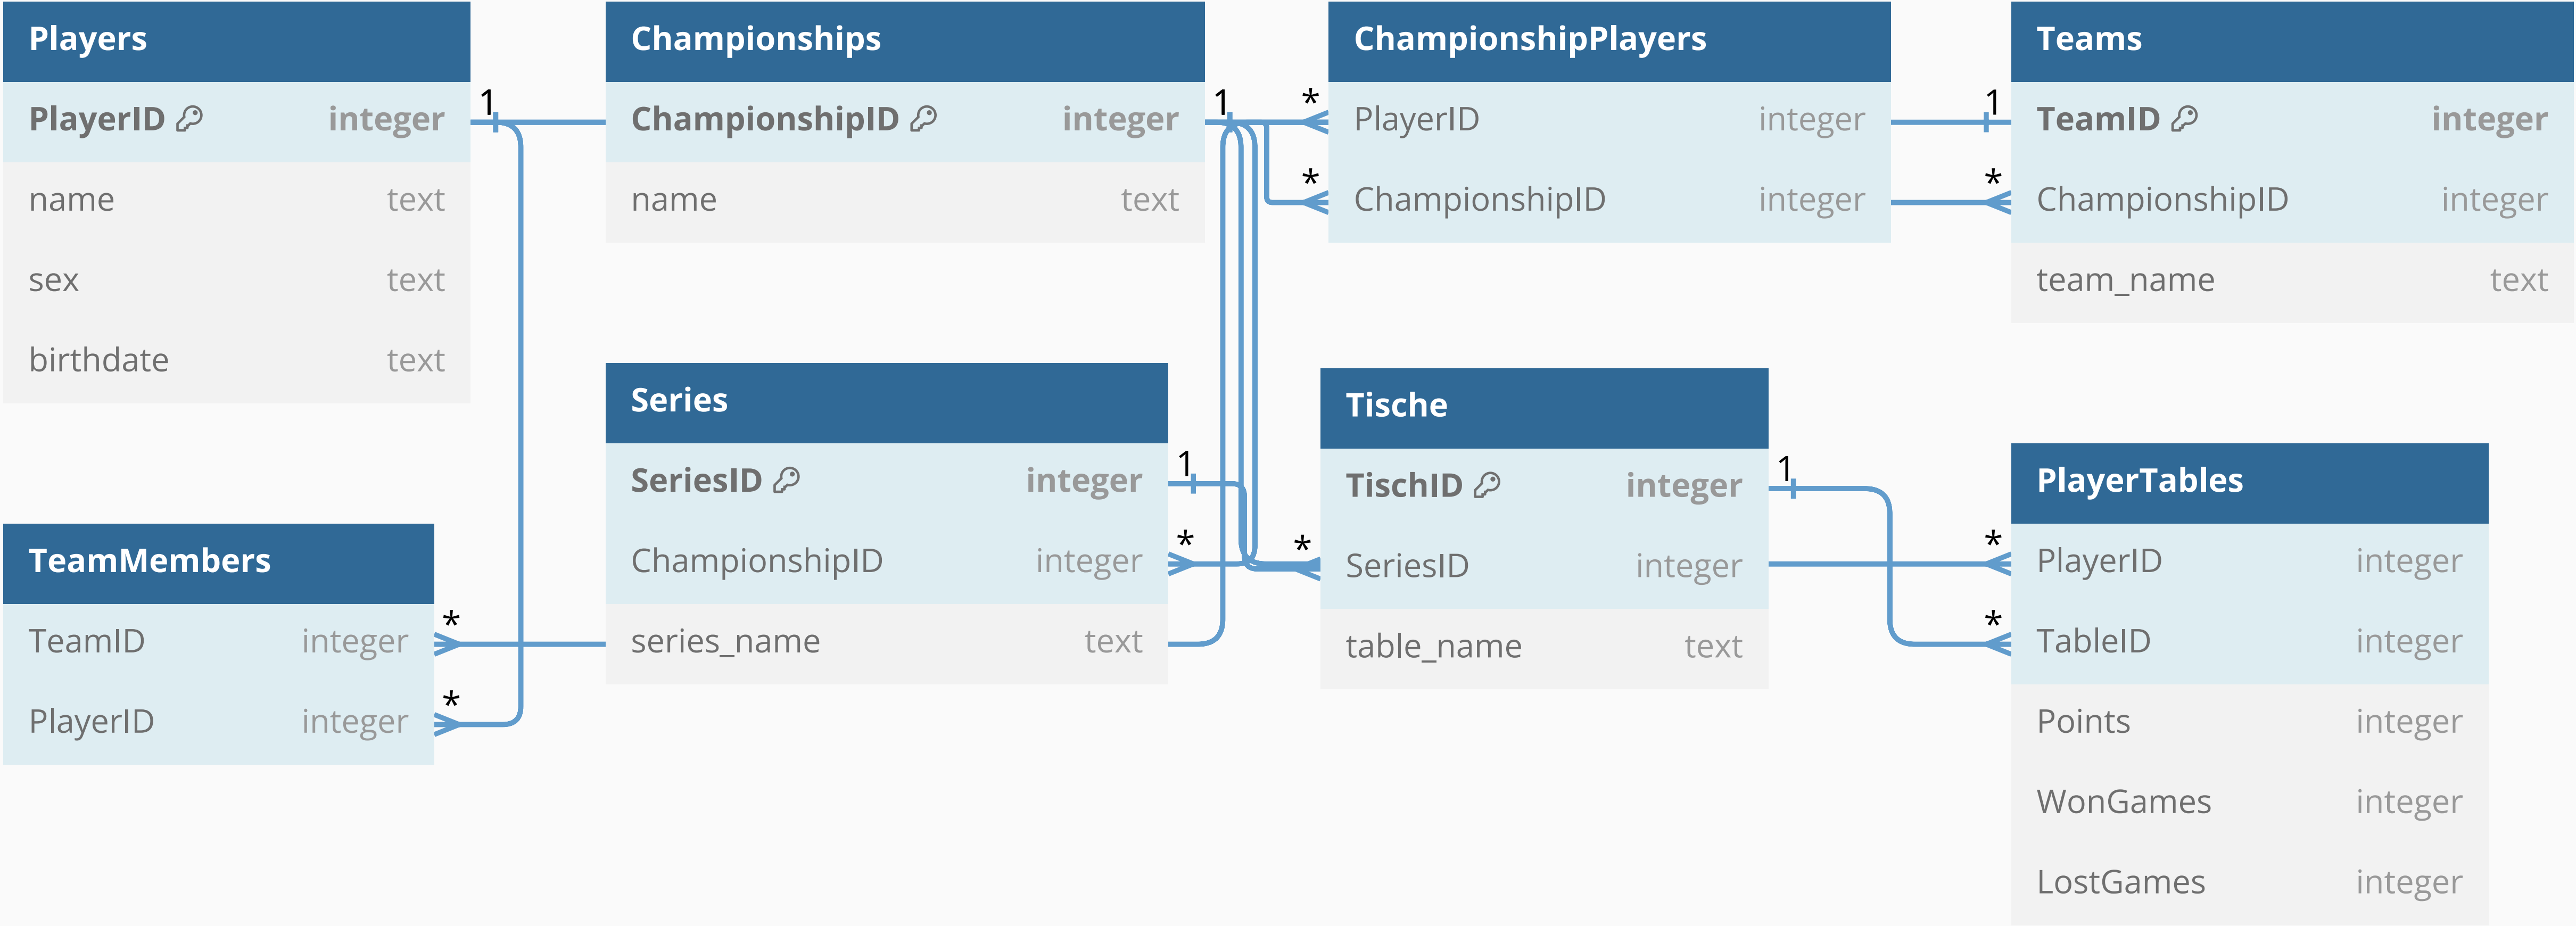 Players
PlayerID integer
name text
sex text
birthdate text
Championships
ChampionshipID integer
name text
ChampionshipPlayers
PlayerID integer
ChampionshipID integer
Teams
TeamID integer
ChampionshipID integer
team_name text
1
1
*
*
1
*
TeamMembers
TeamID integer
PlayerID integer
*
*
Series
SeriesID integer
ChampionshipID integer
series_name text
1
*
*
Tische
TischID integer
SeriesID integer
table_name text
1
*
*
PlayerTables
PlayerID integer
TableID integer
Points integer
WonGames integer
LostGames integer